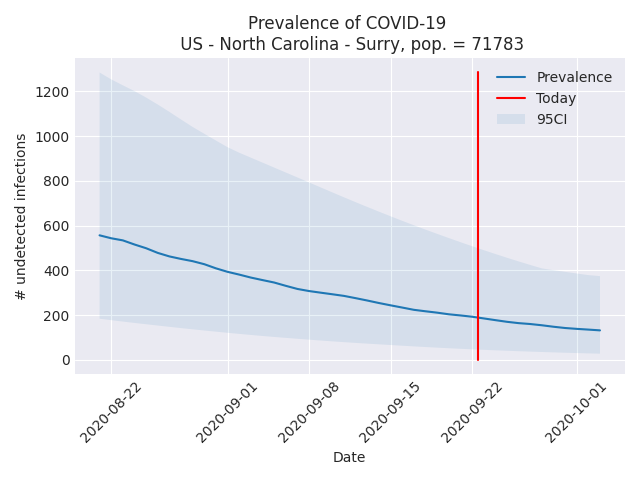 Prevalence of COVID-19
US - North Carolina - Surry, pop. = 71783
Prevalence
Today
95CI
# undetected infections
1200
1000
800
600
400
200
0
2020-08-22
2020-09-01
2020-09-08
2020-09-15
2020-09-22
2020-10-01
Date